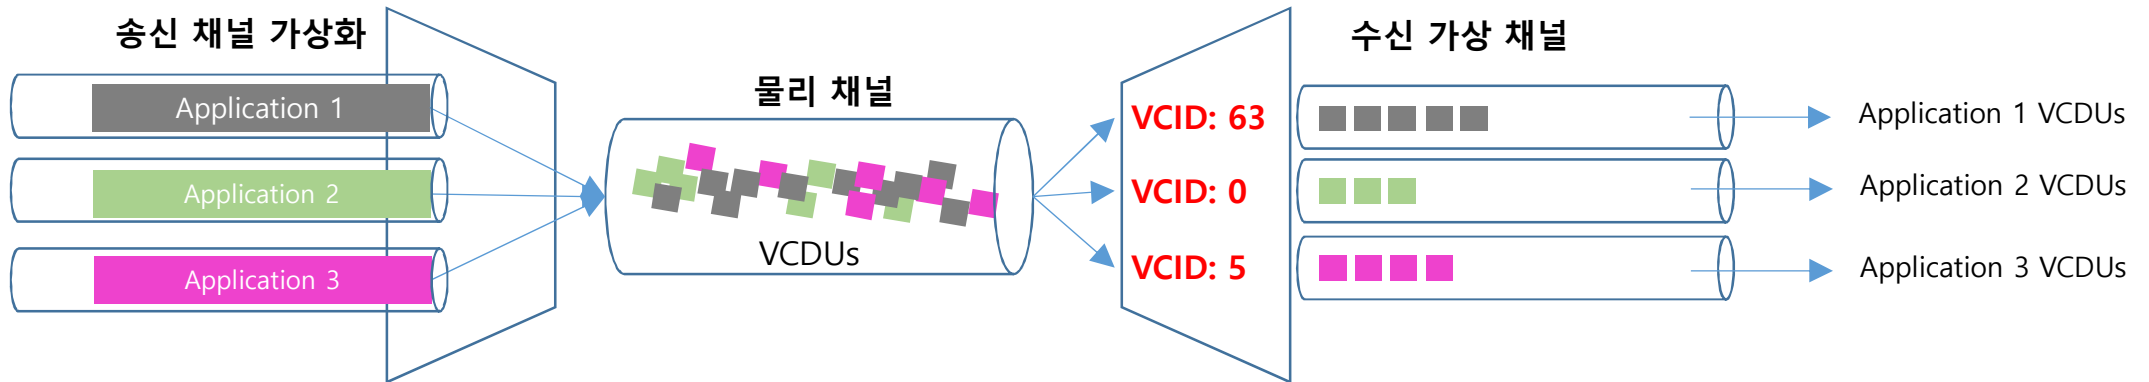 송신 채널 가상화
Application 1
Application 2
Application 3
물리 채널
VCDUs
VCID: 63
VCID: 0
VCID: 5
수신 가상 채널
Application 1 VCDUs
Application 2 VCDUs
Application 3 VCDUs